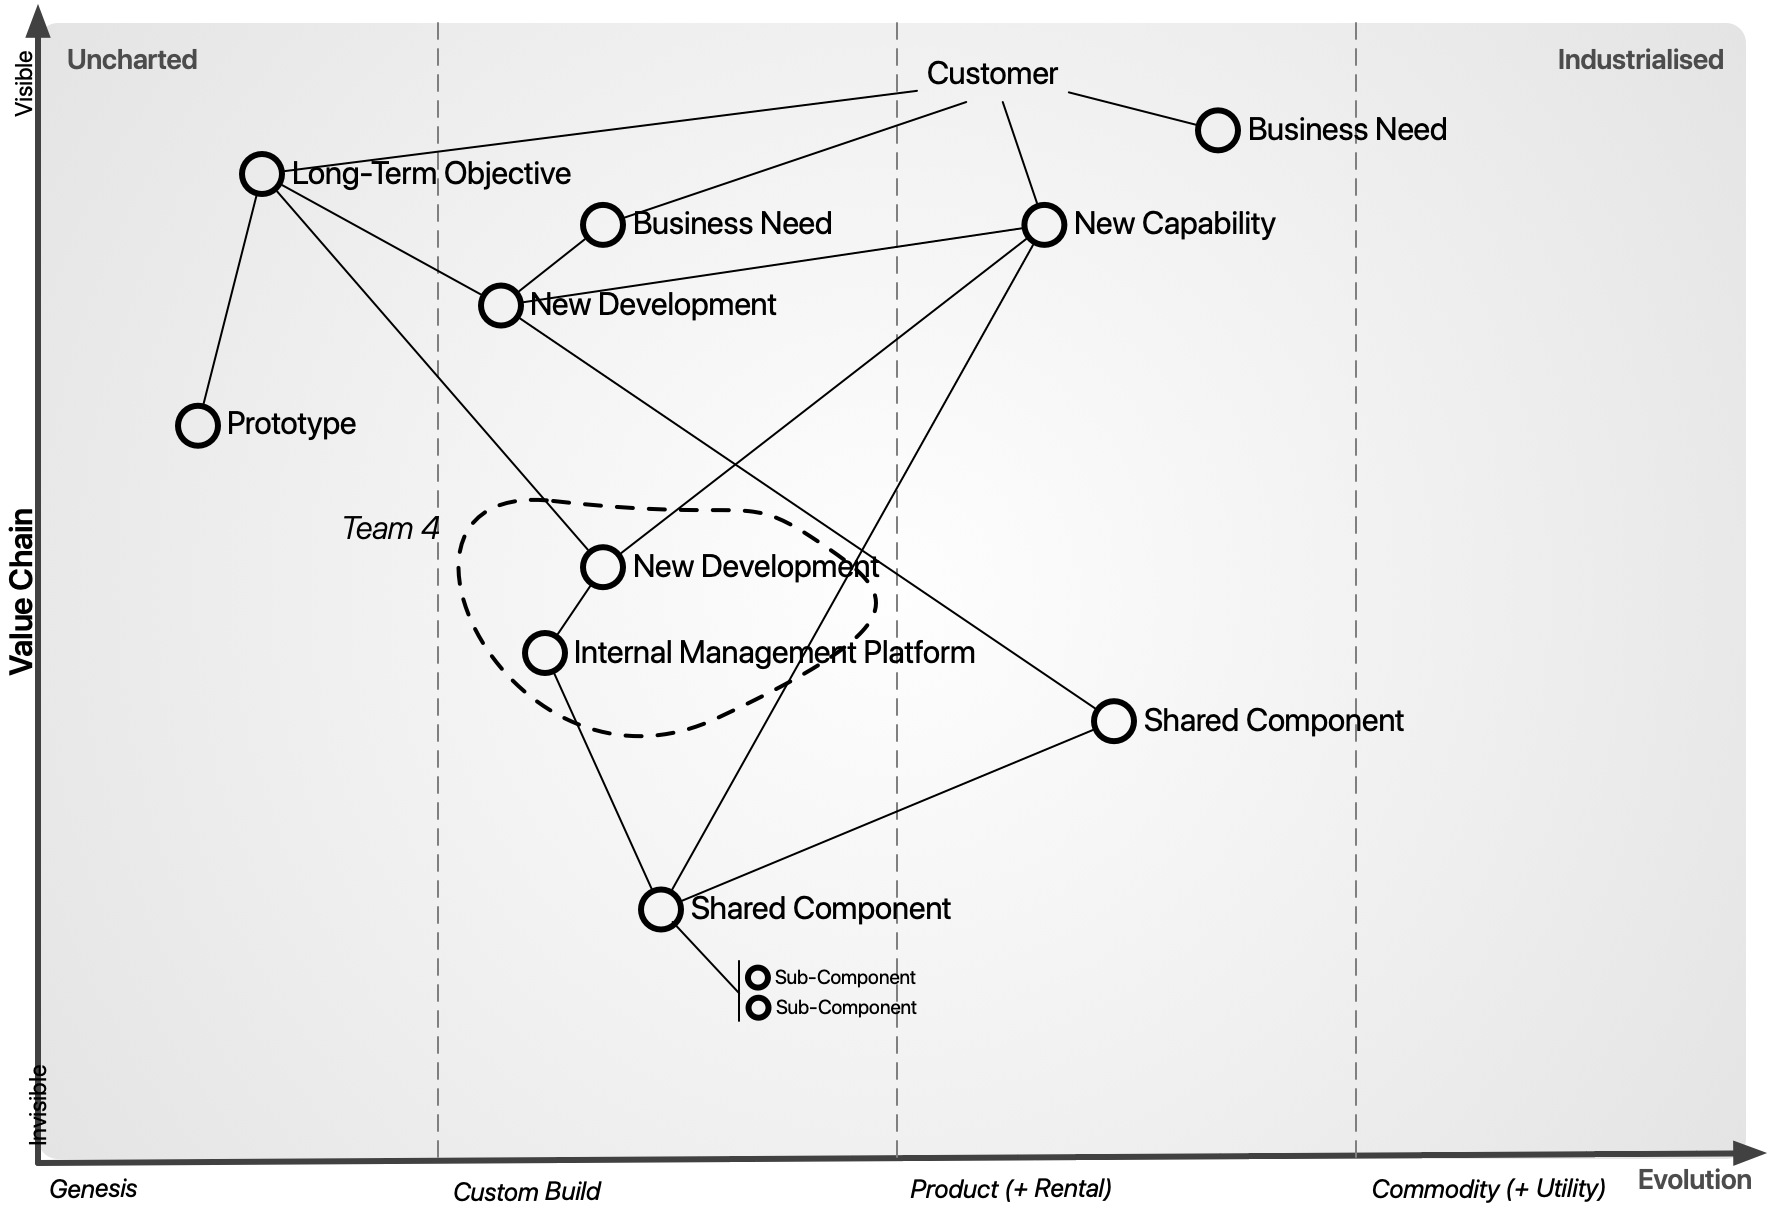 Uncharted
Industrialised
Visible
Customer
Business Need
Long-Term Objective
Business Need
New Capability
New Development
Prototype
Team 4
Value Chain
New Development
Internal Management Platform
Shared Component
Shared Component
Sub-Component
Sub-Component
Invisible
Genesis
Custom Build
Product (+ Rental)
Commodity (+ Utility)
Evolution